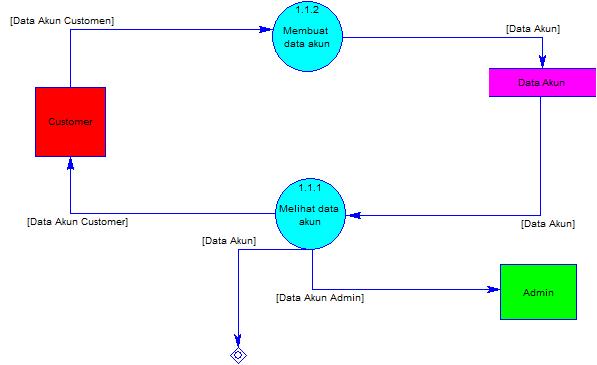 1.1.2
[Data Akun Customer]
Membuat
data akun
[Data Akun]
Data Akun
Customer
1.1.1
Melihat data
akun
[Data Akun Customer]
[Data Akun]
[Data Akun]
[Data Akun Admin]
Admin